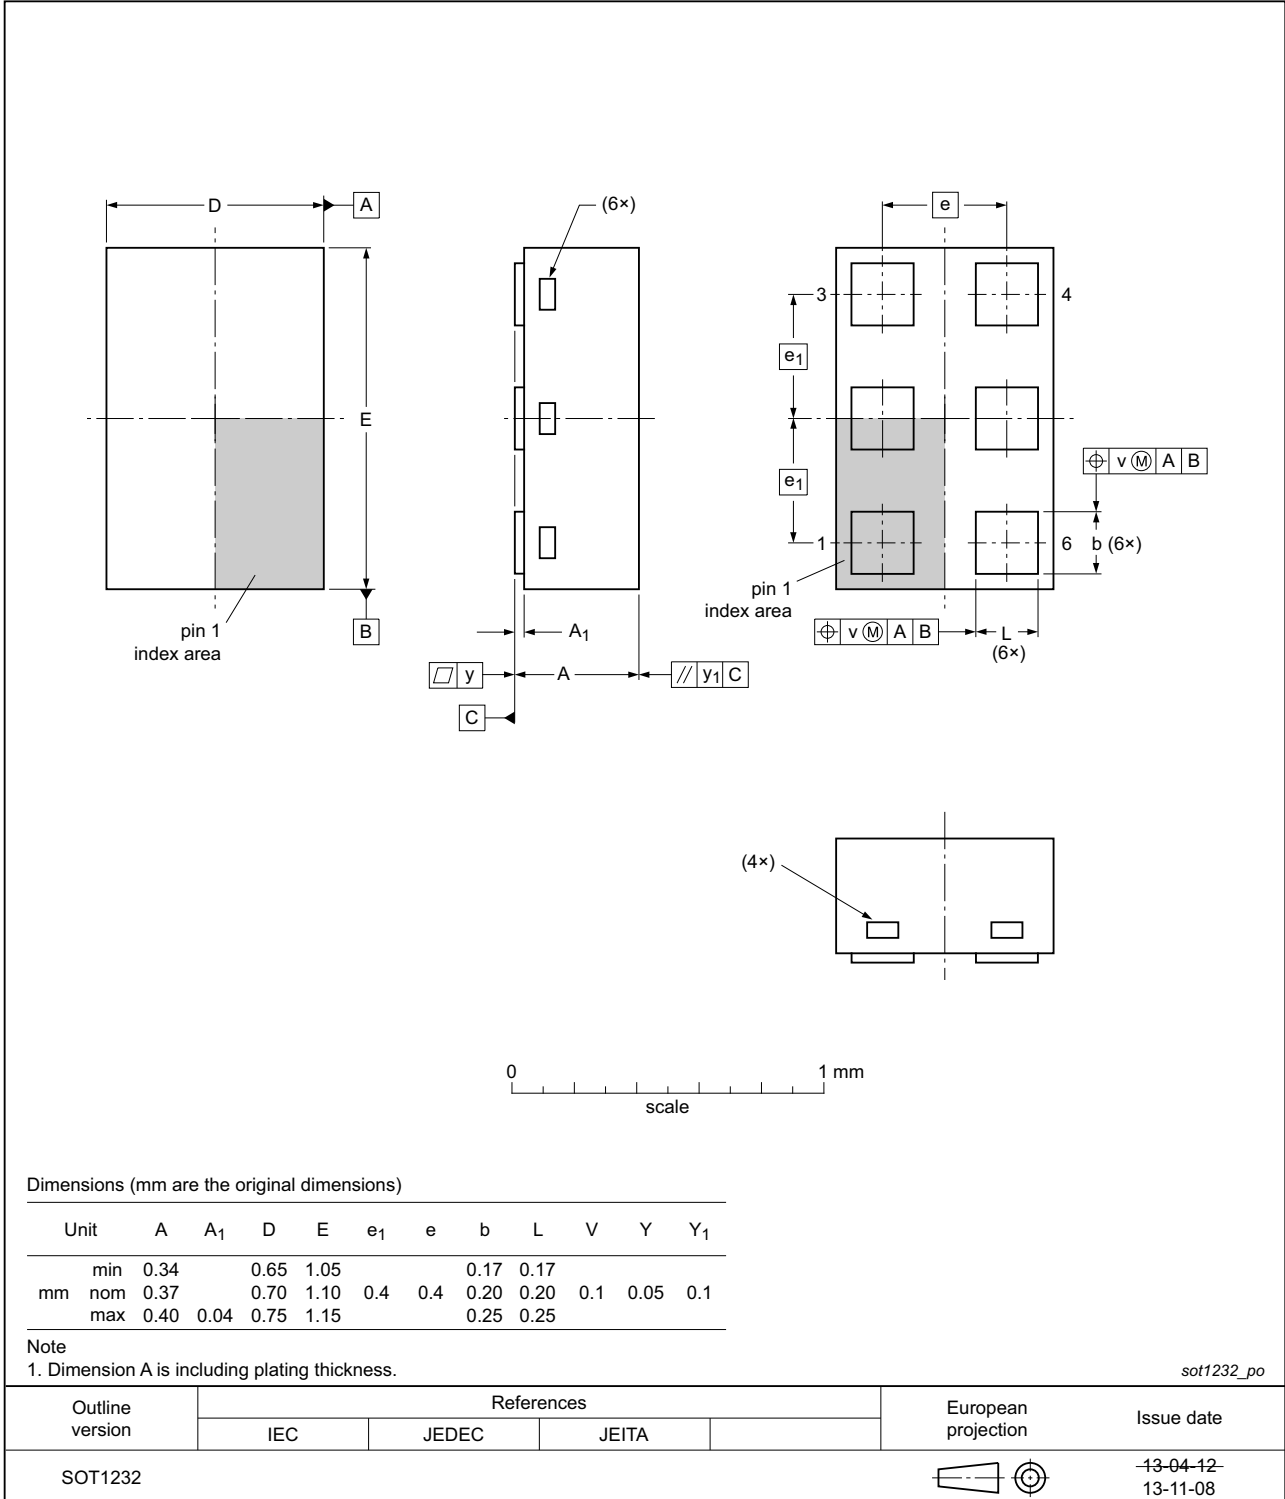 D
A
(6×)
e
3
4
e1
E
e1
⌖ v Ⓜ A B
1
6
b (6×)
pin 1
index area
pin 1
index area
B
A1
⌖ v Ⓜ A B
L
(6×)
⏥ y
A
// y1 C
C
(4×)
0
1 mm
scale
Dimensions (mm are the original dimensions)
Unit A A1 D E e1 e b L V Y Y1
min 0.34 0.65 1.05 0.17 0.17
mm nom 0.37 0.70 1.10 0.4 0.4 0.20 0.20 0.1 0.05 0.1
max 0.40 0.04 0.75 1.15 0.25 0.25
Note
1. Dimension A is including plating thickness.
sot1232_po
Outline
version
References
IEC JEDEC JEITA
European
projection
Issue date
SOT1232
13-04-12
13-11-08